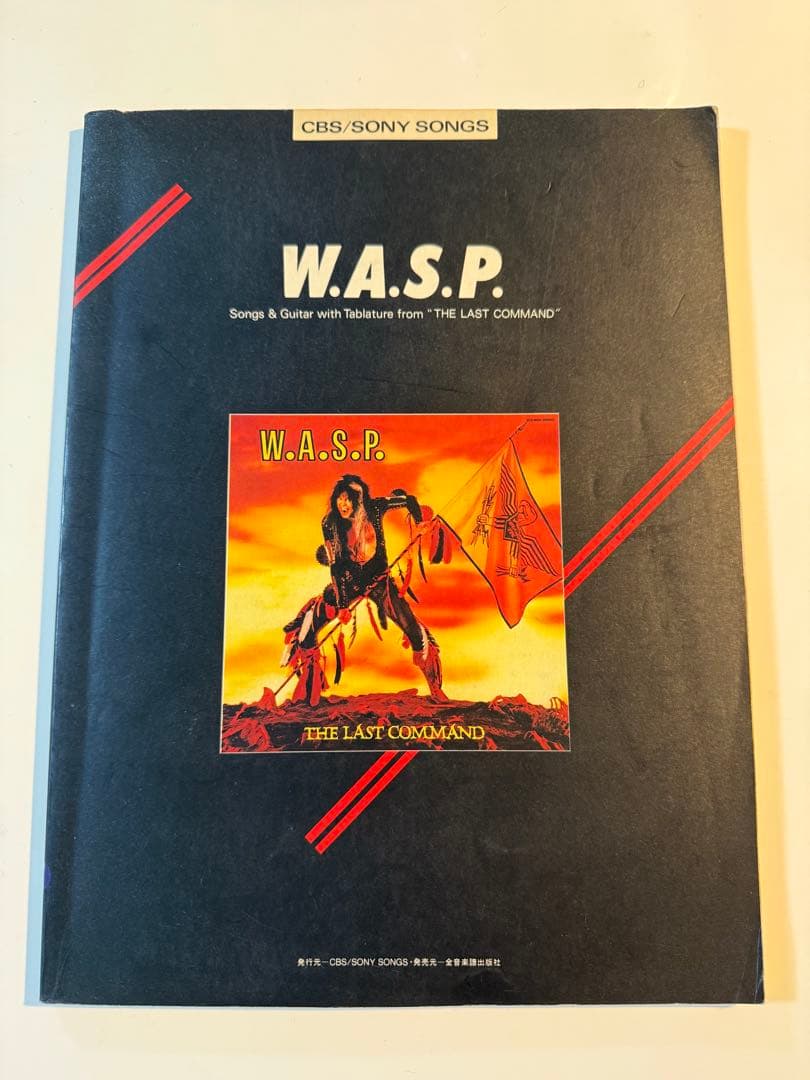 CBS/SONY SONGS
W.A.S.P.
Songs & Guitar with Tablature from "THE LAST COMMAND"
W.A.S.P.
THE LAST COMMAND
発行元—CBS/SONY SONGS・発売元—全音楽譜出版社